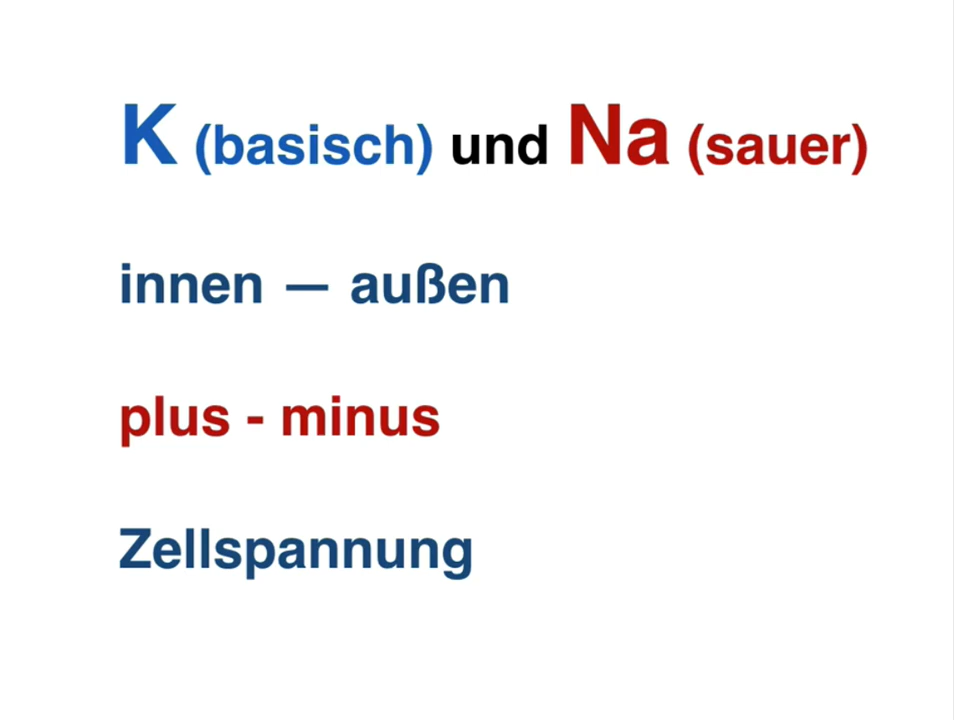 K (basisch) und Na (sauer)
innen — außen
plus - minus
Zellspannung